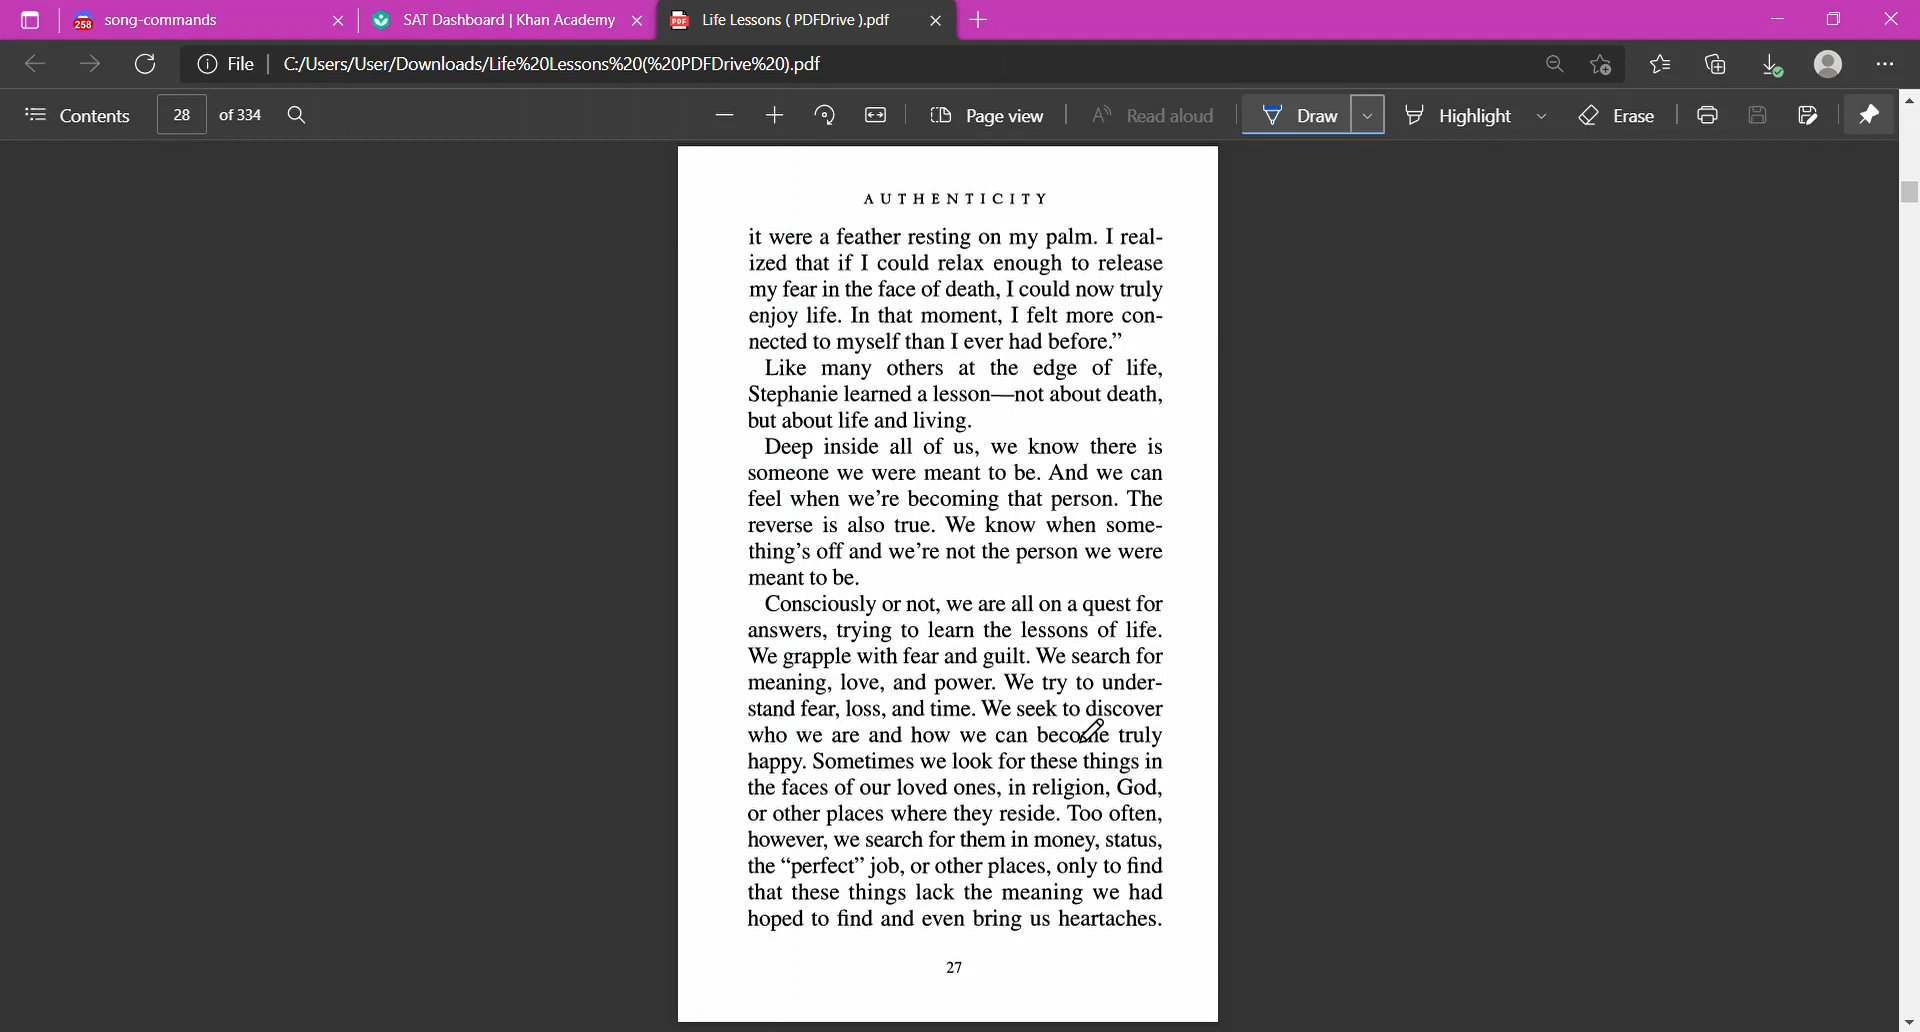 258 song-commands SAT Dashboard | Khan Academy PDF Life Lessons ( PDFDrive ).pdf
File C:/Users/User/Downloads/Life%20Lessons%20(%20PDFDrive%20).pdf
Contents 28 of 334 Page view Read aloud Draw Highlight Erase
AUTHENTICITY
it were a feather resting on my palm. I real-
ized that if I could relax enough to release
my fear in the face of death, I could now truly
enjoy life. In that moment, I felt more con-
nected to myself than I ever had before.”
Like many others at the edge of life,
Stephanie learned a lesson—not about death,
but about life and living.
Deep inside all of us, we know there is
someone we were meant to be. And we can
feel when we’re becoming that person. The
reverse is also true. We know when some-
thing’s off and we’re not the person we were
meant to be.
Consciously or not, we are all on a quest for
answers, trying to learn the lessons of life.
We grapple with fear and guilt. We search for
meaning, love, and power. We try to under-
stand fear, loss, and time. We seek to discover
who we are and how we can become truly
happy. Sometimes we look for these things in
the faces of our loved ones, in religion, God,
or other places where they reside. Too often,
however, we search for them in money, status,
the “perfect” job, or other places, only to find
that these things lack the meaning we had
hoped to find and even bring us heartaches.
27